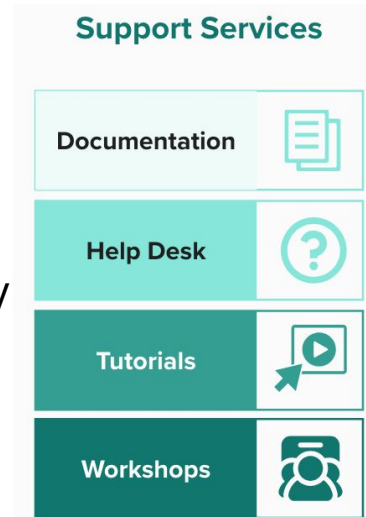 Support Services
Documentation
Help Desk
?
y
Tutorials
Workshops